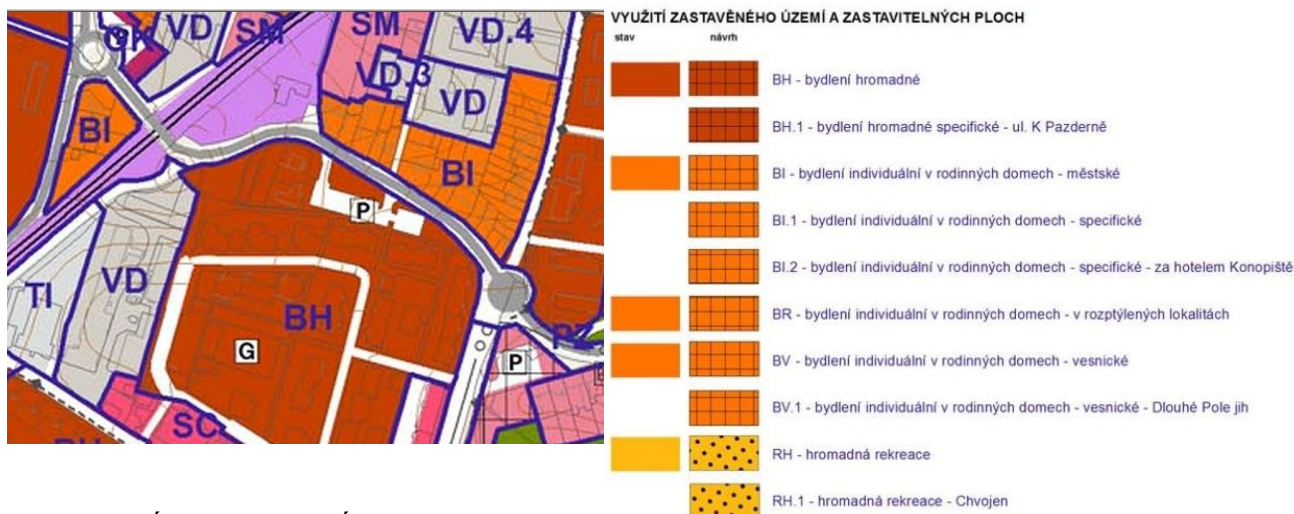 VD
SM
SM
VD.4
VD.3
VD
BI
BI
P
TI
VD
BH
G
PZ
P
SC
VYUŽITÍ ZASTAVĚNÉHO ÚZEMÍ A ZASTAVITELNÝCH PLOCH
stav návrh
BH - bydlení hromadné
BH.1 - bydlení hromadné specifické - ul. K Pazderně
BI - bydlení individuální v rodinných domech - městské
BI.1 - bydlení individuální v rodinných domech - specifické
BI.2 - bydlení individuální v rodinných domech - specifické - za hotelem Konopiště
BR - bydlení individuální v rodinných domech - v rozptýlených lokalitách
BV - bydlení individuální v rodinných domech - vesnické
BV.1 - bydlení individuální v rodinných domech - vesnické - Dlouhé Pole jih
RH - hromadná rekreace
RH.1 - hromadná rekreace - Chvojen